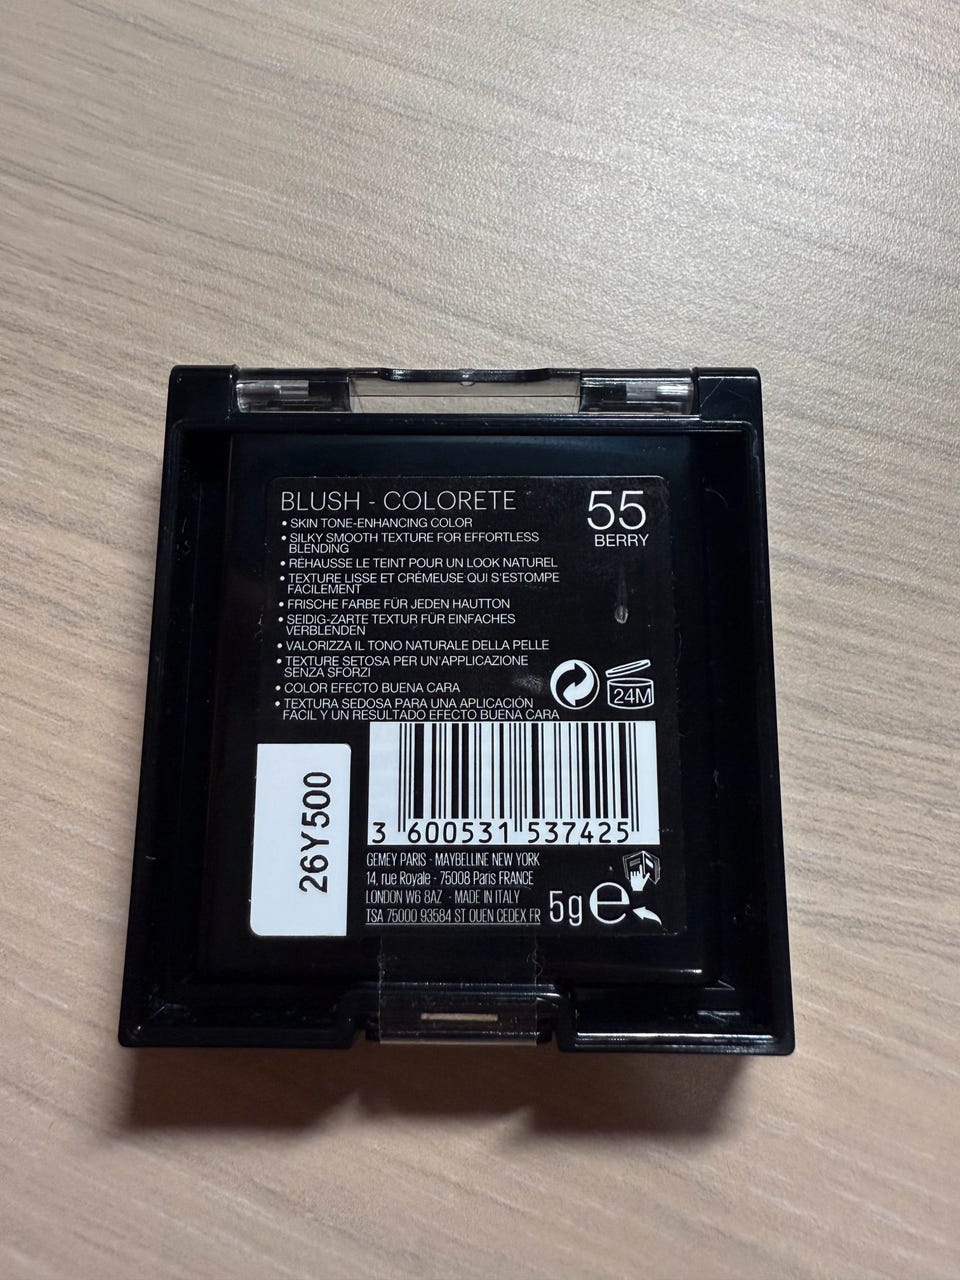 BLUSH - COLORETE
55
BERRY
• SKIN TONE-ENHANCING COLOR
• SILKY SMOOTH TEXTURE FOR EFFORTLESS
BLENDING
• RÉHAUSSE LE TEINT POUR UN LOOK NATUREL
• TEXTURE LISSE ET CRÉMEUSE QUI S'ESTOMPE
FACILEMENT
• FRISCHE FARBE FÜR JEDEN HAUTTON
• SEIDIG-ZARTE TEXTUR FÜR EINFACHES
VERBLENDEN
• VALORIZZA IL TONO NATURALE DELLA PELLE
• TEXTURE SETOSA PER UN'APPLICAZIONE
SENZA SFORZI
• COLOR EFECTO BUENA CARA
• TEXTURA SEDOSA PARA UNA APLICACIÓN
FACIL Y UN RESULTADO EFECTO BUENA CARA
24M
26Y500
3 600531 537425
GEMEY PARIS - MAYBELLINE NEW YORK
14, rue Royale - 75008 Paris FRANCE
LONDON W6 8AZ - MADE IN ITALY
TSA 75000 93584 ST OUEN CEDEX FR
5g e